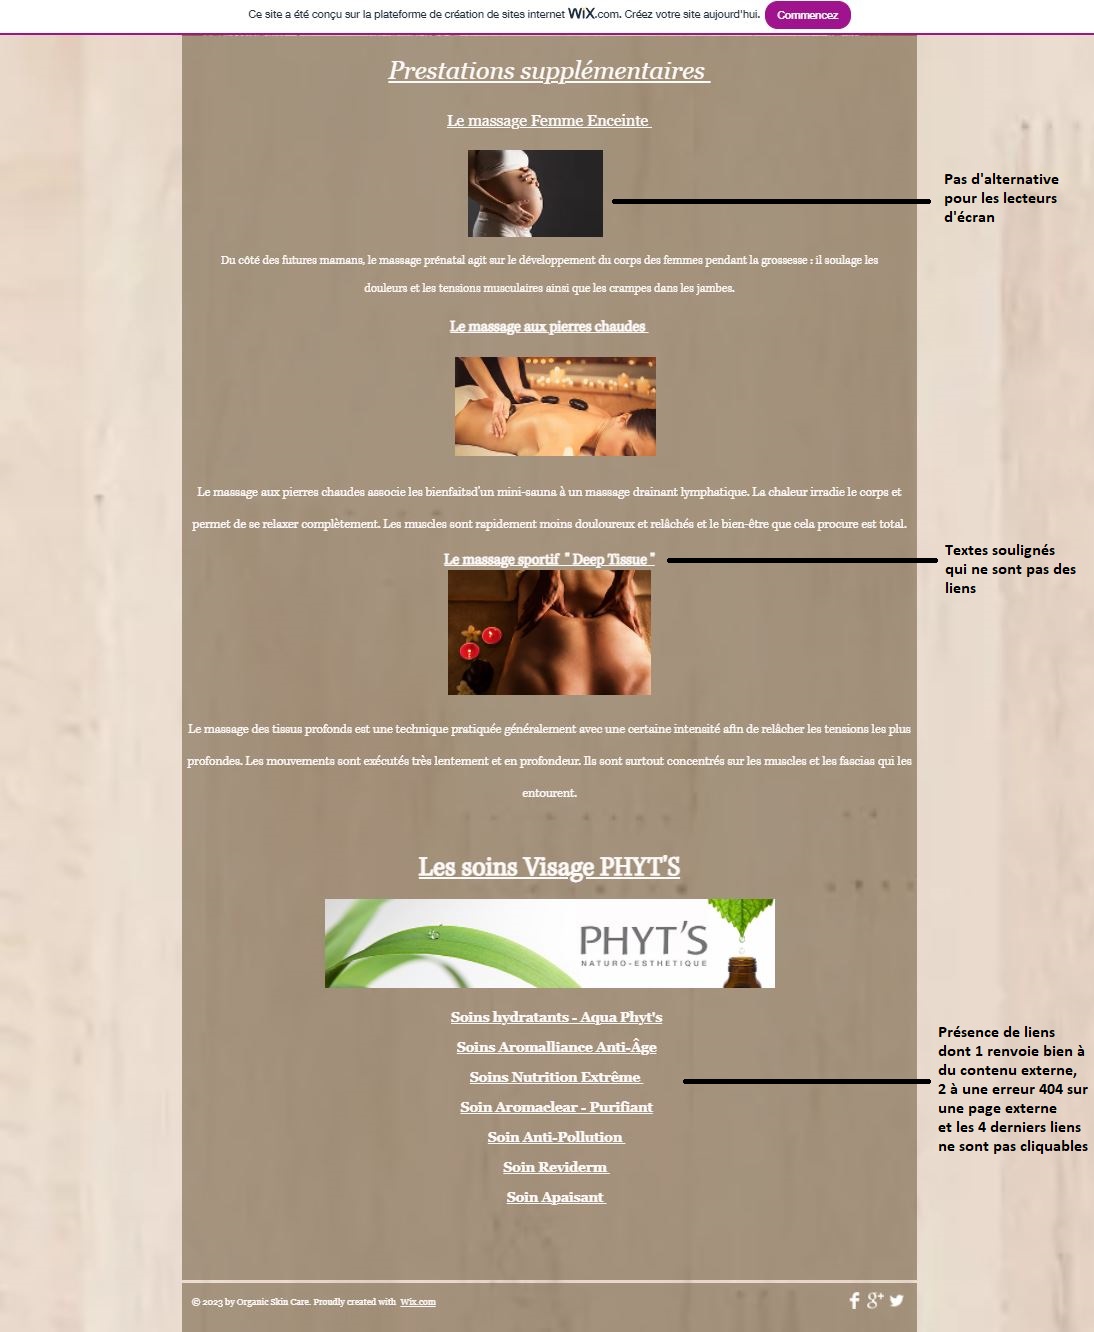 Ce site a été conçu sur la plateforme de création de sites internet WiX.com. Créez votre site aujourd'hui. Commencez
Prestations supplémentaires
Le massage Femme Enceinte
Pas d'alternative
pour les lecteurs
d'écran
Du côté des futures mamans, le massage prénatal agit sur le développement du corps des femmes pendant la grossesse : il soulage les
douleurs et les tensions musculaires ainsi que les crampes dans les jambes.
Le massage aux pierres chaudes
Le massage aux pierres chaudes associe les bienfaitsd'un mini-sauna à un massage drainant lymphatique. La chaleur irradie le corps et
permet de se relaxer complètement. Les muscles sont rapidement moins douloureux et relâchés et le bien-être que cela procure est total.
Le massage sportif " Deep Tissue "
Textes soulignés
qui ne sont pas des
liens
Le massage des tissus profonds est une technique pratiquée généralement avec une certaine intensité afin de relâcher les tensions les plus
profondes. Les mouvements sont exécutés très lentement et en profondeur. Ils sont surtout concentrés sur les muscles et les fascias qui les
entourent.
Les soins Visage PHYT'S
PHYT'S
NATURO-ESTHETIQUE
Soins hydratants - Aqua Phyt's
Soins Aromalliance Anti-Âge
Soins Nutrition Extrême
Soin Aromaclear - Purifiant
Soin Anti-Pollution
Soin Reviderm
Soin Apaisant
Présence de liens
dont 1 renvoie bien à
du contenu externe,
2 à une erreur 404 sur
une page externe
et les 4 derniers liens
ne sont pas cliquables
© 2023 by Organic Skin Care. Proudly created with Wix.com